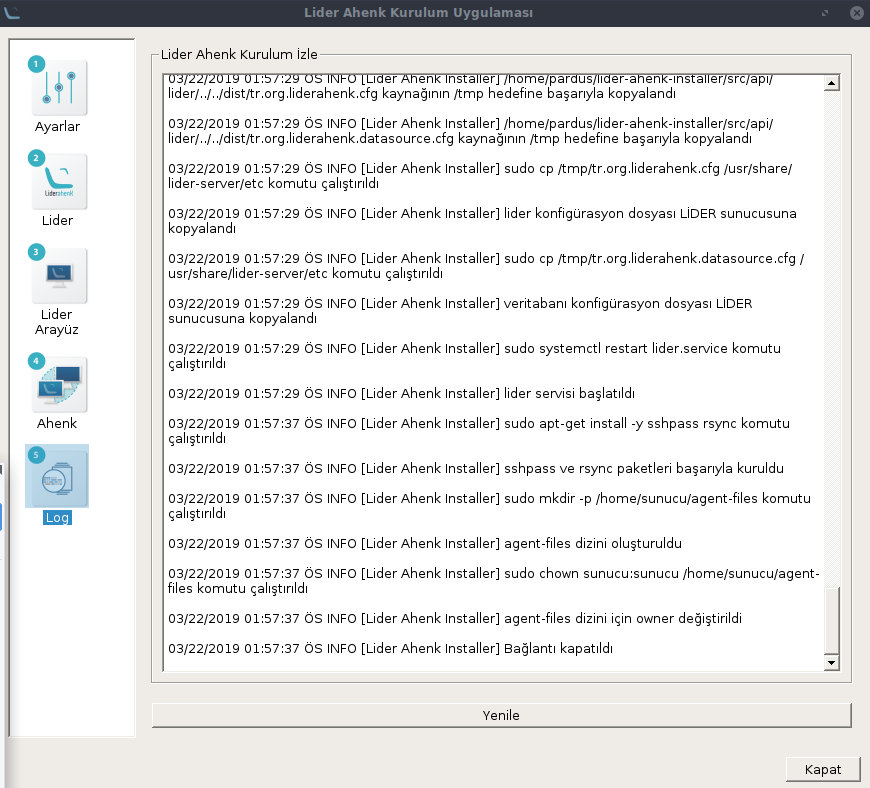 Lider Ahenk Kurulum Uygulaması
1
Ayarlar
2
Liderahenk
Lider
3
Lider
Arayüz
4
Ahenk
5
Log
Lider Ahenk Kurulum İzle
03/22/2019 01:57:29 ÖS INFO [Lider Ahenk Installer] /home/pardus/lider-ahenk-installer/src/api/
lider/../../dist/tr.org.liderahenk.cfg kaynağının /tmp hedefine başarıyla kopyalandı
03/22/2019 01:57:29 ÖS INFO [Lider Ahenk Installer] /home/pardus/lider-ahenk-installer/src/api/
lider/../../dist/tr.org.liderahenk.datasource.cfg kaynağının /tmp hedefine başarıyla kopyalandı
03/22/2019 01:57:29 ÖS INFO [Lider Ahenk Installer] sudo cp /tmp/tr.org.liderahenk.cfg /usr/share/
lider-server/etc komutu çalıştırıldı
03/22/2019 01:57:29 ÖS INFO [Lider Ahenk Installer] lider konfigürasyon dosyası LİDER sunucusuna
kopyalandı
03/22/2019 01:57:29 ÖS INFO [Lider Ahenk Installer] sudo cp /tmp/tr.org.liderahenk.datasource.cfg /
usr/share/lider-server/etc komutu çalıştırıldı
03/22/2019 01:57:29 ÖS INFO [Lider Ahenk Installer] veritabanı konfigürasyon dosyası LİDER
sunucusuna kopyalandı
03/22/2019 01:57:29 ÖS INFO [Lider Ahenk Installer] sudo systemctl restart lider.service komutu
çalıştırıldı
03/22/2019 01:57:29 ÖS INFO [Lider Ahenk Installer] lider servisi başlatıldı
03/22/2019 01:57:37 ÖS INFO [Lider Ahenk Installer] sudo apt-get install -y sshpass rsync komutu
çalıştırıldı
03/22/2019 01:57:37 ÖS INFO [Lider Ahenk Installer] sshpass ve rsync paketleri başarıyla kuruldu
03/22/2019 01:57:37 ÖS INFO [Lider Ahenk Installer] sudo mkdir -p /home/sunucu/agent-files komutu
çalıştırıldı
03/22/2019 01:57:37 ÖS INFO [Lider Ahenk Installer] agent-files dizini oluşturuldu
03/22/2019 01:57:37 ÖS INFO [Lider Ahenk Installer] sudo chown sunucu:sunucu /home/sunucu/agent-
files komutu çalıştırıldı
03/22/2019 01:57:37 ÖS INFO [Lider Ahenk Installer] agent-files dizini için owner değiştirildi
03/22/2019 01:57:37 ÖS INFO [Lider Ahenk Installer] Bağlantı kapatıldı
Yenile
Kapat